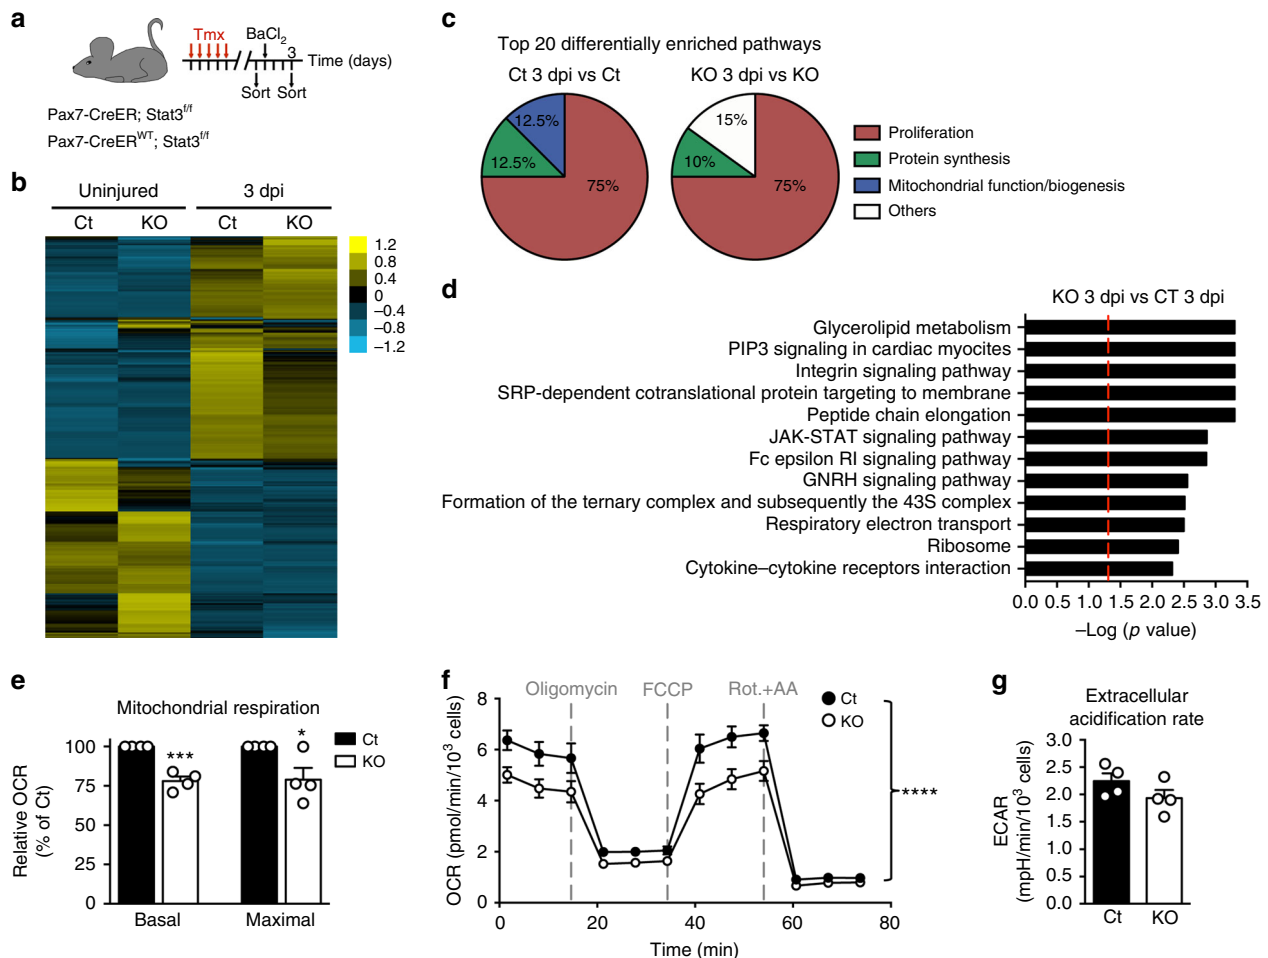 a
Tmx
BaCl2
3
Time (days)
Sort Sort
Pax7-CreER; Stat3f/f
Pax7-CreERWT; Stat3f/f
b
Uninjured 3 dpi
Ct KO Ct KO
1.2
0.8
0.4
0
−0.4
−0.8
−1.2
c
Top 20 differentially enriched pathways
Ct 3 dpi vs Ct KO 3 dpi vs KO
12.5%
12.5%
75%
15%
10%
75%
Proliferation
Protein synthesis
Mitochondrial function/biogenesis
Others
d
KO 3 dpi vs CT 3 dpi
Glycerolipid metabolism
PIP3 signaling in cardiac myocites
Integrin signaling pathway
SRP-dependent cotranslational protein targeting to membrane
Peptide chain elongation
JAK-STAT signaling pathway
Fc epsilon RI signaling pathway
GNRH signaling pathway
Formation of the ternary complex and subsequently the 43S complex
Respiratory electron transport
Ribosome
Cytokine–cytokine receptors interaction
0.0 0.5 1.0 1.5 2.0 2.5 3.0 3.5
−Log (p value)
e
Mitochondrial respiration
Ct
KO
Relative OCR
(% of Ct)
100
75
50
25
0
***
*
Basal Maximal
f
Oligomycin FCCP Rot.+AA
Ct
KO
OCR (pmol/min/10³ cells)
8
6
4
2
0
****
0 20 40 60 80
Time (min)
g
Extracellular
acidification rate
ECAR
(mpH/min/10³ cells)
3.0
2.5
2.0
1.5
1.0
0.5
0.0
Ct KO